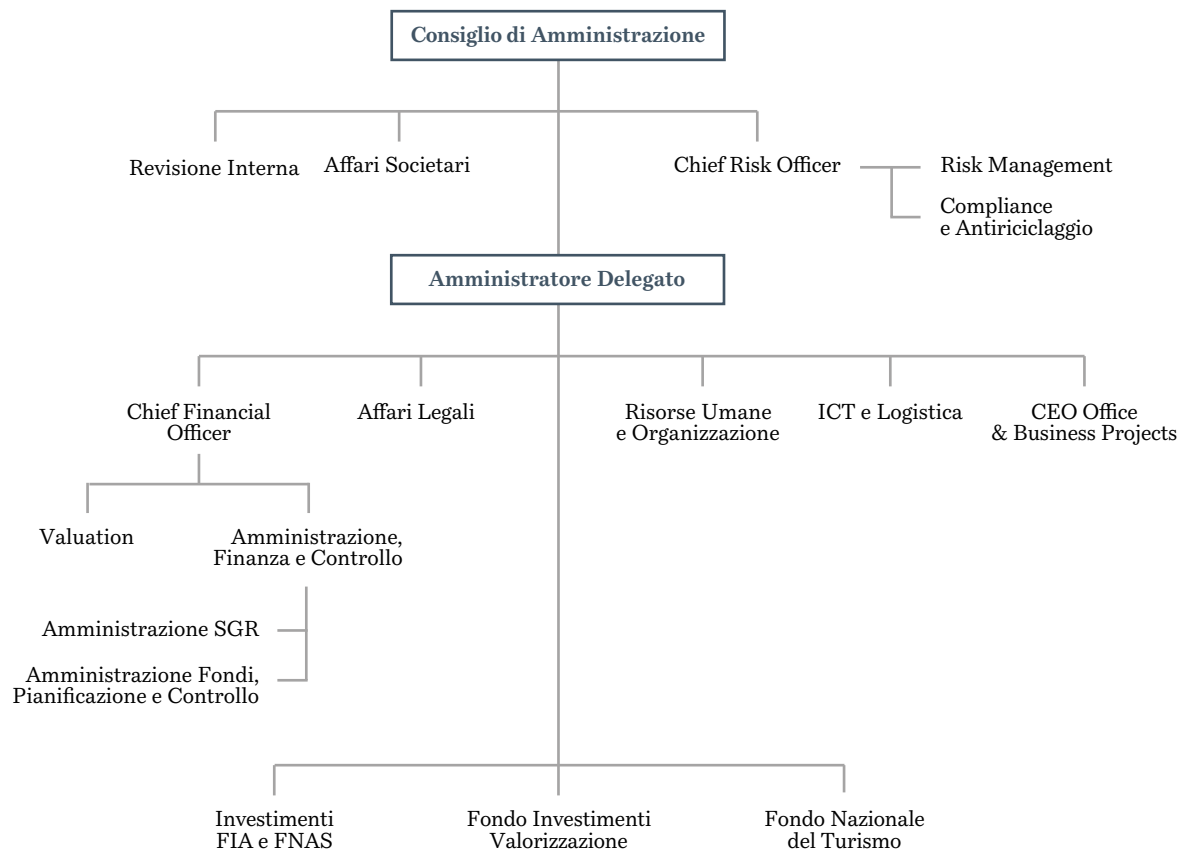 Consiglio di Amministrazione
Revisione Interna
Affari Societari
Chief Risk Officer
Risk Management
Compliance
e Antiriciclaggio
Amministratore Delegato
Chief Financial
Officer
Affari Legali
Risorse Umane
e Organizzazione
ICT e Logistica
CEO Office
& Business Projects
Valuation
Amministrazione,
Finanza e Controllo
Amministrazione SGR
Amministrazione Fondi,
Pianificazione e Controllo
Investimenti
FIA e FNAS
Fondo Investimenti
Valorizzazione
Fondo Nazionale
del Turismo